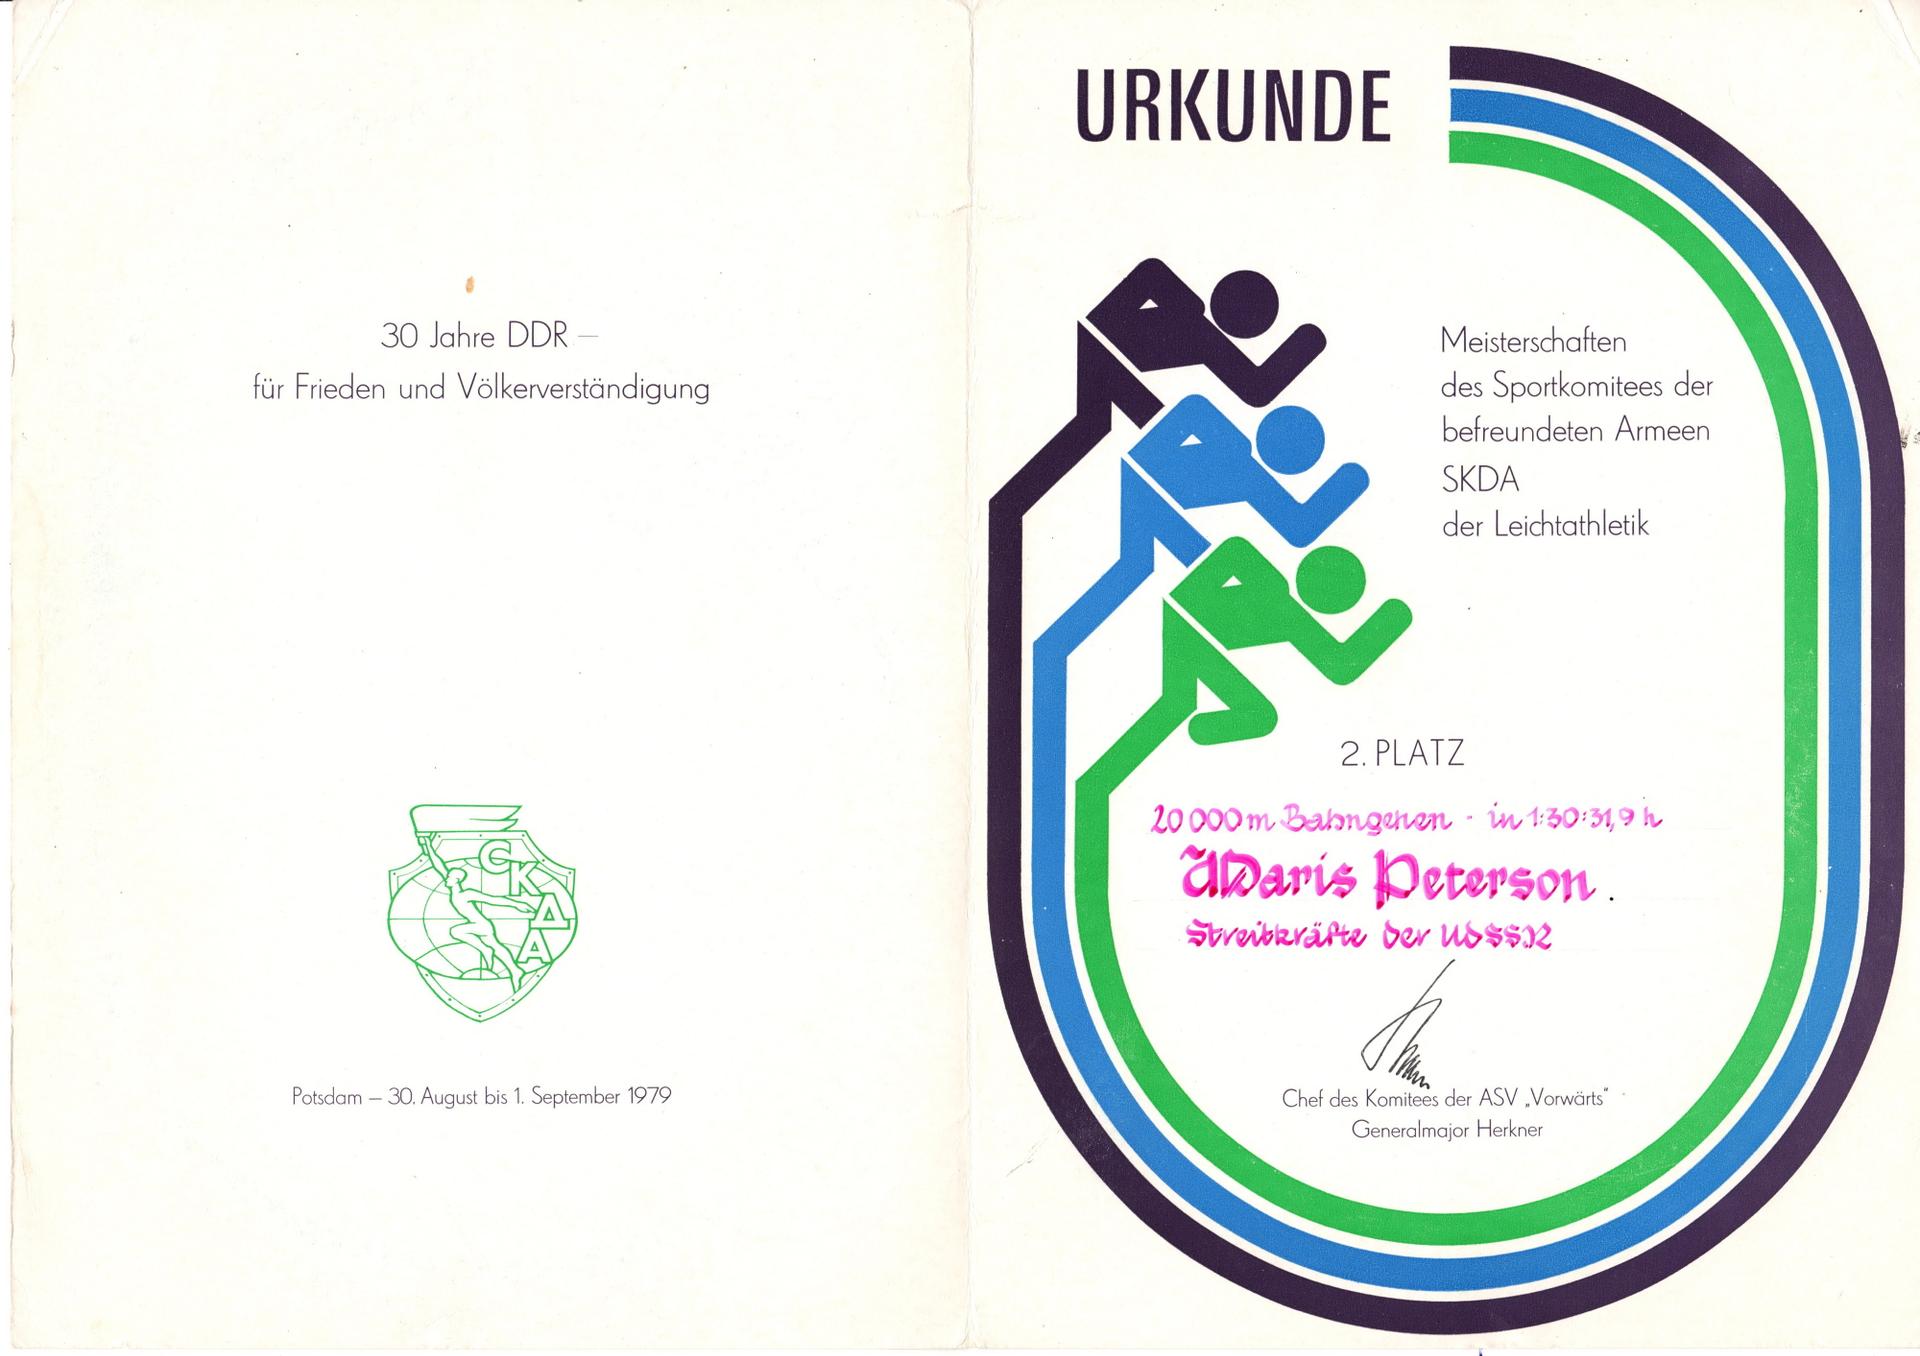 30 Jahre DDR –
für Frieden und Völkerverständigung
СКДА
Potsdam – 30. August bis 1. September 1979
URKUNDE
Meisterschaften
des Sportkomitees der
befreundeten Armeen
SKDA
der Leichtathletik
2. PLATZ
20 000 m Bahngehen - in 1:30:31,9 h
Maris Peterson
Streitkräfte der UdSSR
Chef des Komitees der ASV „Vorwärts“
Generalmajor Herkner